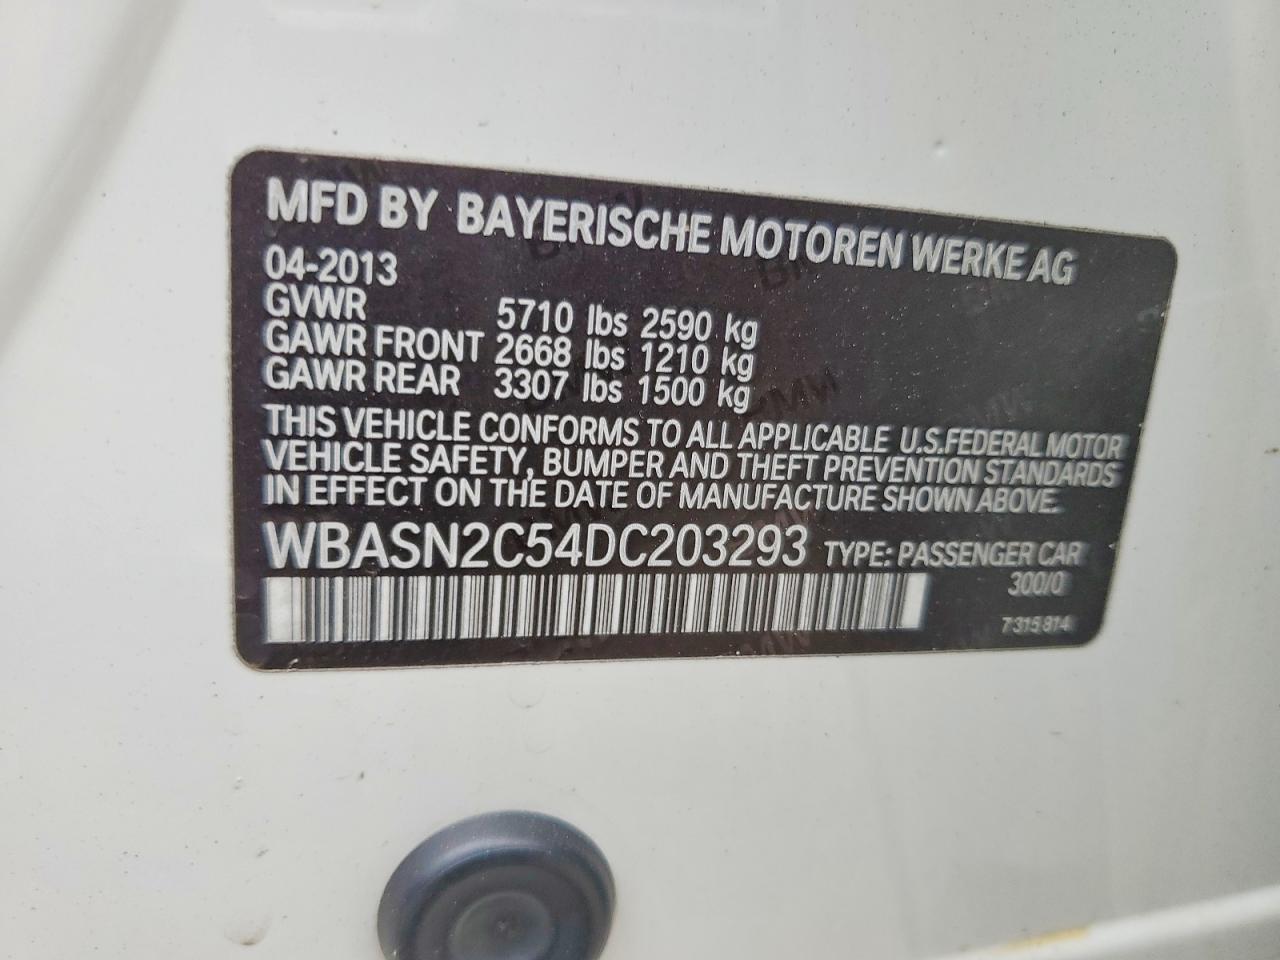 MFD BY BAYERISCHE MOTOREN WERKE AG
04-2013
GVWR 5710 lbs 2590 kg
GAWR FRONT 2668 lbs 1210 kg
GAWR REAR 3307 lbs 1500 kg
THIS VEHICLE CONFORMS TO ALL APPLICABLE U.S.FEDERAL MOTOR
VEHICLE SAFETY, BUMPER AND THEFT PREVENTION STANDARDS
IN EFFECT ON THE DATE OF MANUFACTURE SHOWN ABOVE.
WBASN2C54DC203293 TYPE: PASSENGER CAR
300/0
7315814